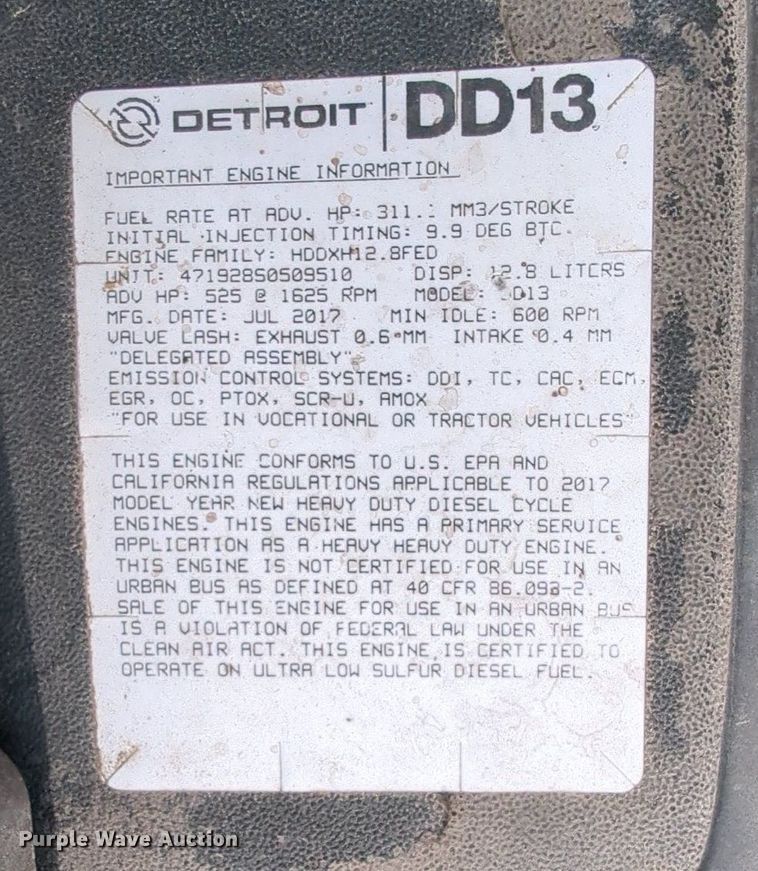 DETROIT DD13
IMPORTANT ENGINE INFORMATION
FUEL RATE AT ADV. HP: MM3/STROKE
INITIAL INJECTION TIMING: 9.9 DEG BTC.
ENGINE FAMILY: HDDXH12.8FED
UNIT: 471928S0509510 DISP: 12.8 LITERS
ADV HP: 525 @ 1625 RPM MODEL:
MFG. DATE: JUL 2017 MIN IDLE: 600 RPM
VALVE LASH: EXHAUST 0.6 MM INTAKE 0.4 MM
"DELEGATED ASSEMBLY"
EMISSION CONTROL SYSTEMS: DDI, TC, CAC, ECM,
EGR, OC, PTOX, SCR-U, AMOX
"FOR USE IN VOCATIONAL OR TRACTOR VEHICLES"
THIS ENGINE CONFORMS TO U.S. EPA AND
CALIFORNIA REGULATIONS APPLICABLE TO 2017
MODEL YEAR NEW HEAVY DUTY DIESEL CYCLE
ENGINES. THIS ENGINE HAS A PRIMARY SERVICE
APPLICATION AS A HEAVY HEAVY DUTY ENGINE.
THIS ENGINE IS NOT CERTIFIED FOR USE IN AN
URBAN BUS AS DEFINED AT 40 CFR 86.093-2.
SALE OF THIS ENGINE FOR USE IN AN URBAN BUS
IS A VIOLATION OF FEDERAL LAW UNDER THE
CLEAN AIR ACT. THIS ENGINE IS CERTIFIED TO
OPERATE ON ULTRA LOW SULFUR DIESEL FUEL.
Purple Wave Auction